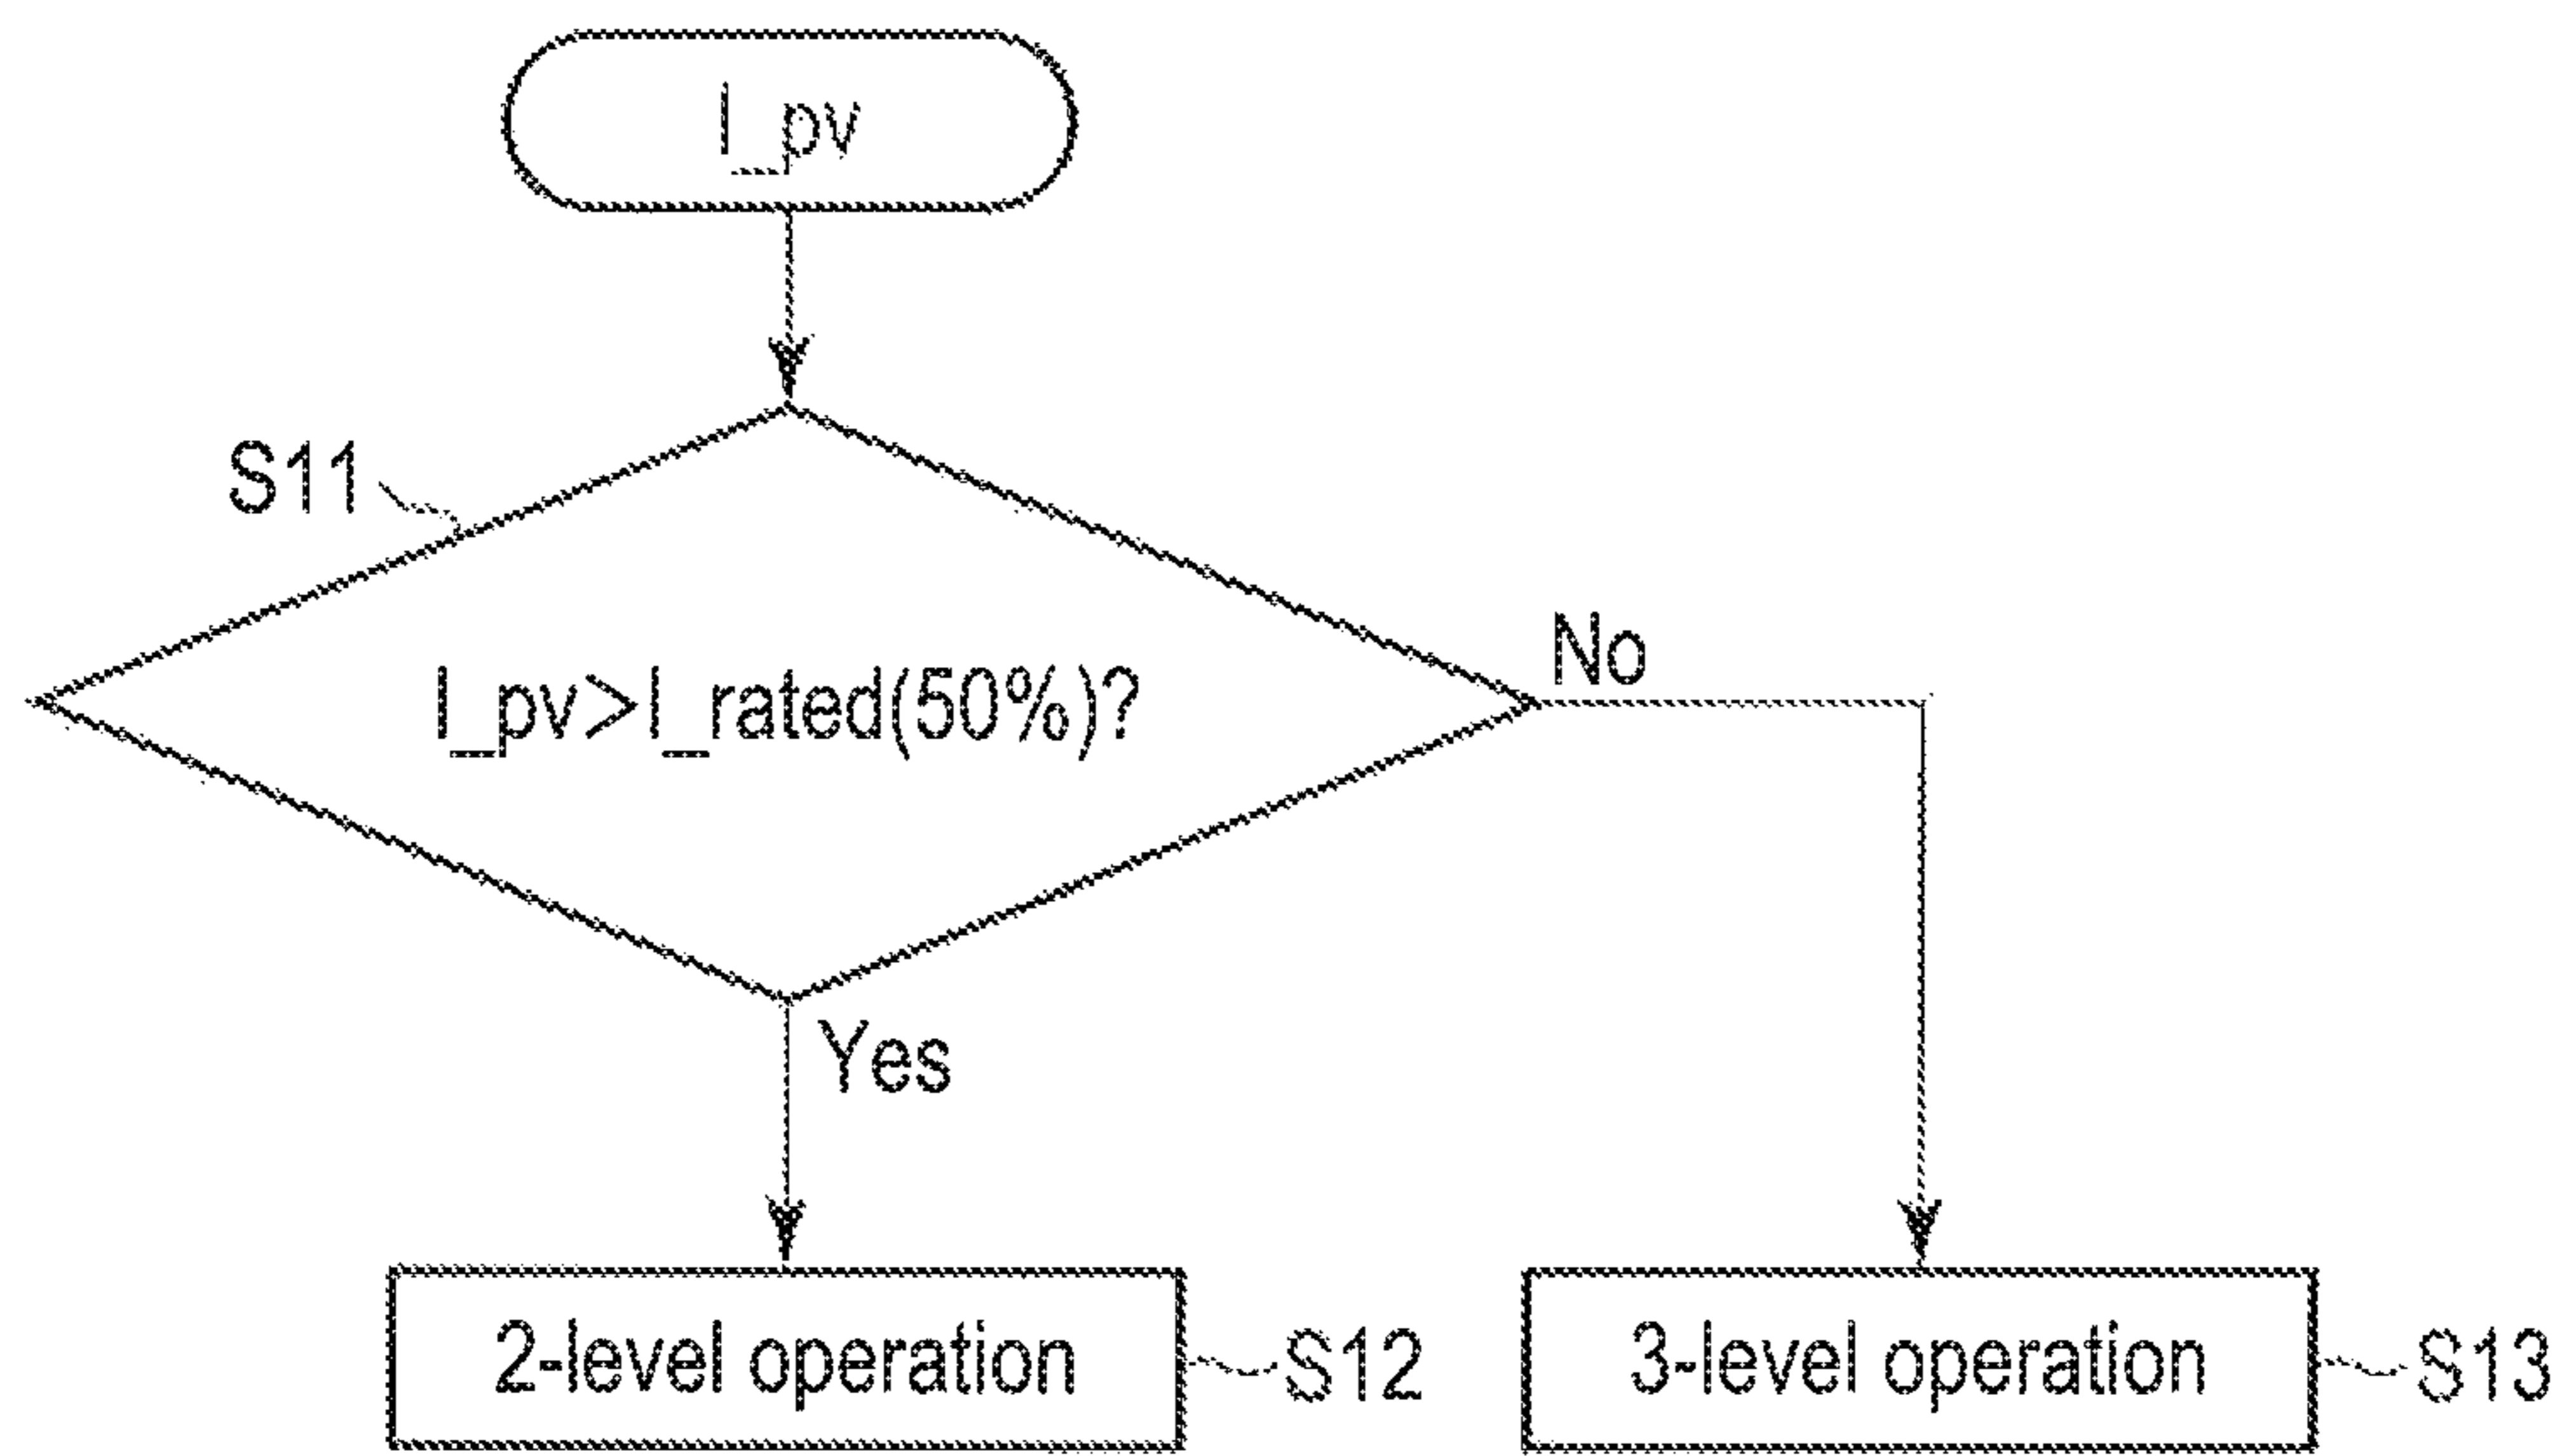 I_pv
S11
I_pv>I_rated(50%)?
No
Yes
2-level operation
S12
3-level operation
S13